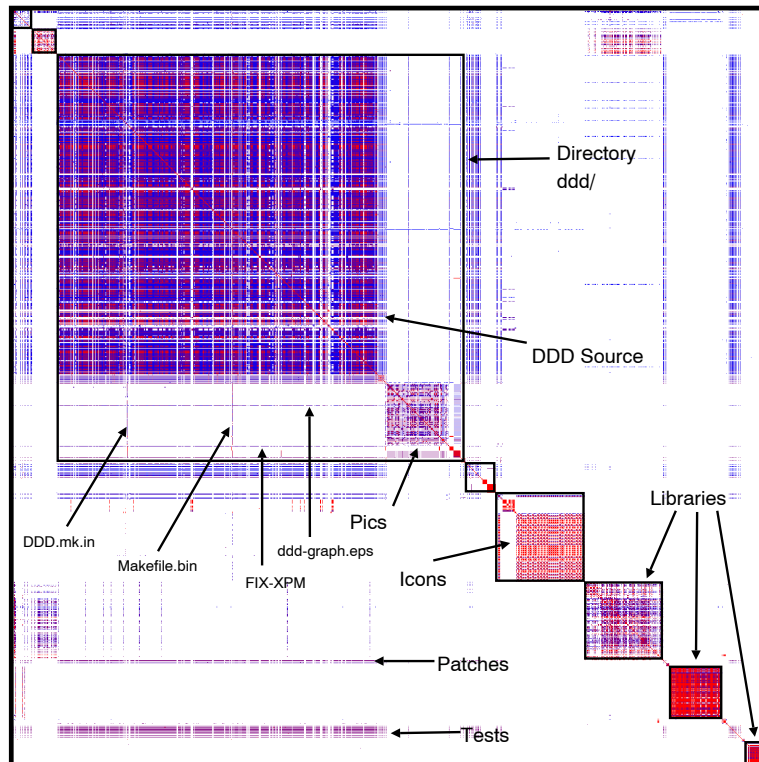 Directory
ddd/
DDD Source
Libraries
Pics
DDD.mk.in
ddd-graph.eps
Makefile.bin
Icons
FIX-XPM
Patches
Tests